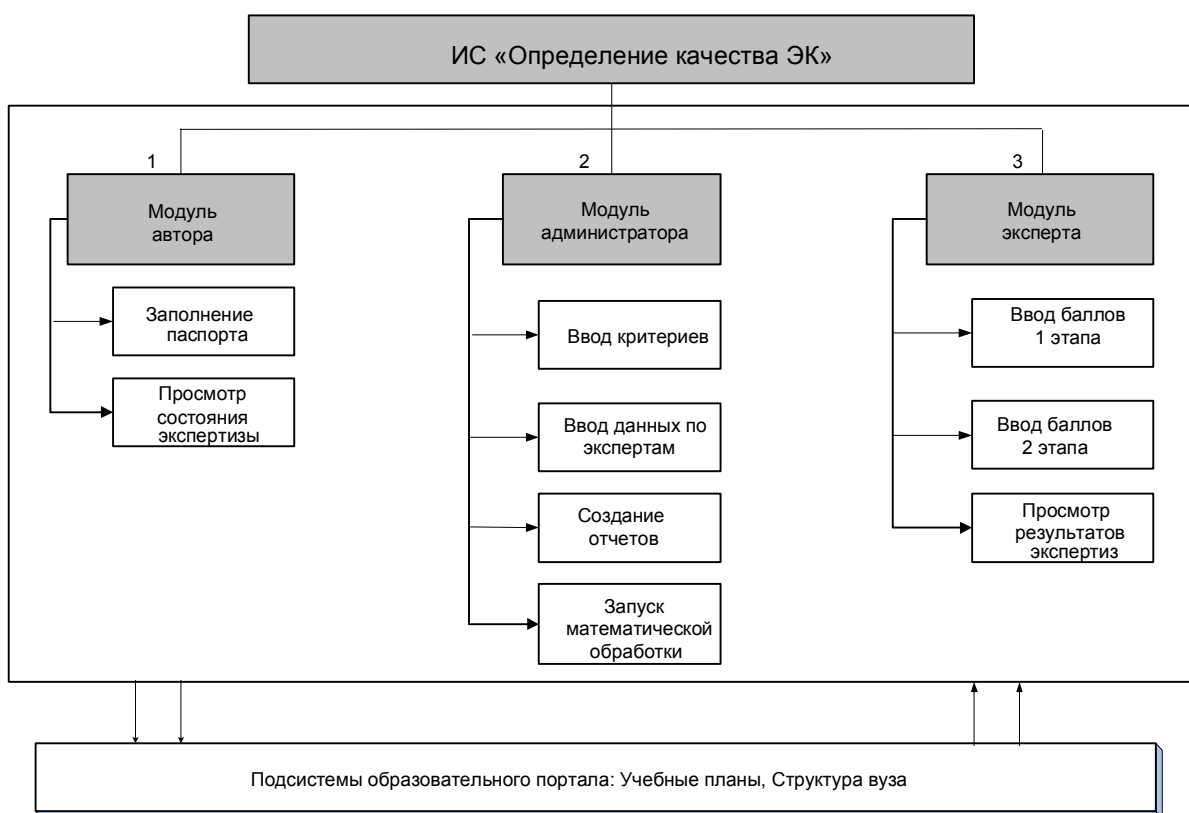 ИС «Определение качества ЭК»
1
2
3
Модуль
автора
Модуль
администратора
Модуль
эксперта
Заполнение
паспорта
Просмотр
состояния
экспертизы
Ввод критериев
Ввод данных по
экспертам
Создание
отчетов
Запуск
математической
обработки
Ввод баллов
1 этапа
Ввод баллов
2 этапа
Просмотр
результатов
экспертиз
Подсистемы образовательного портала: Учебные планы, Структура вуза